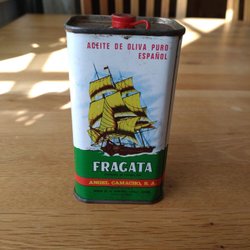 ACEITE DE OLIVA PURO
ESPAÑOL
FRAGATA
ANGEL CAMACHO, S. A.